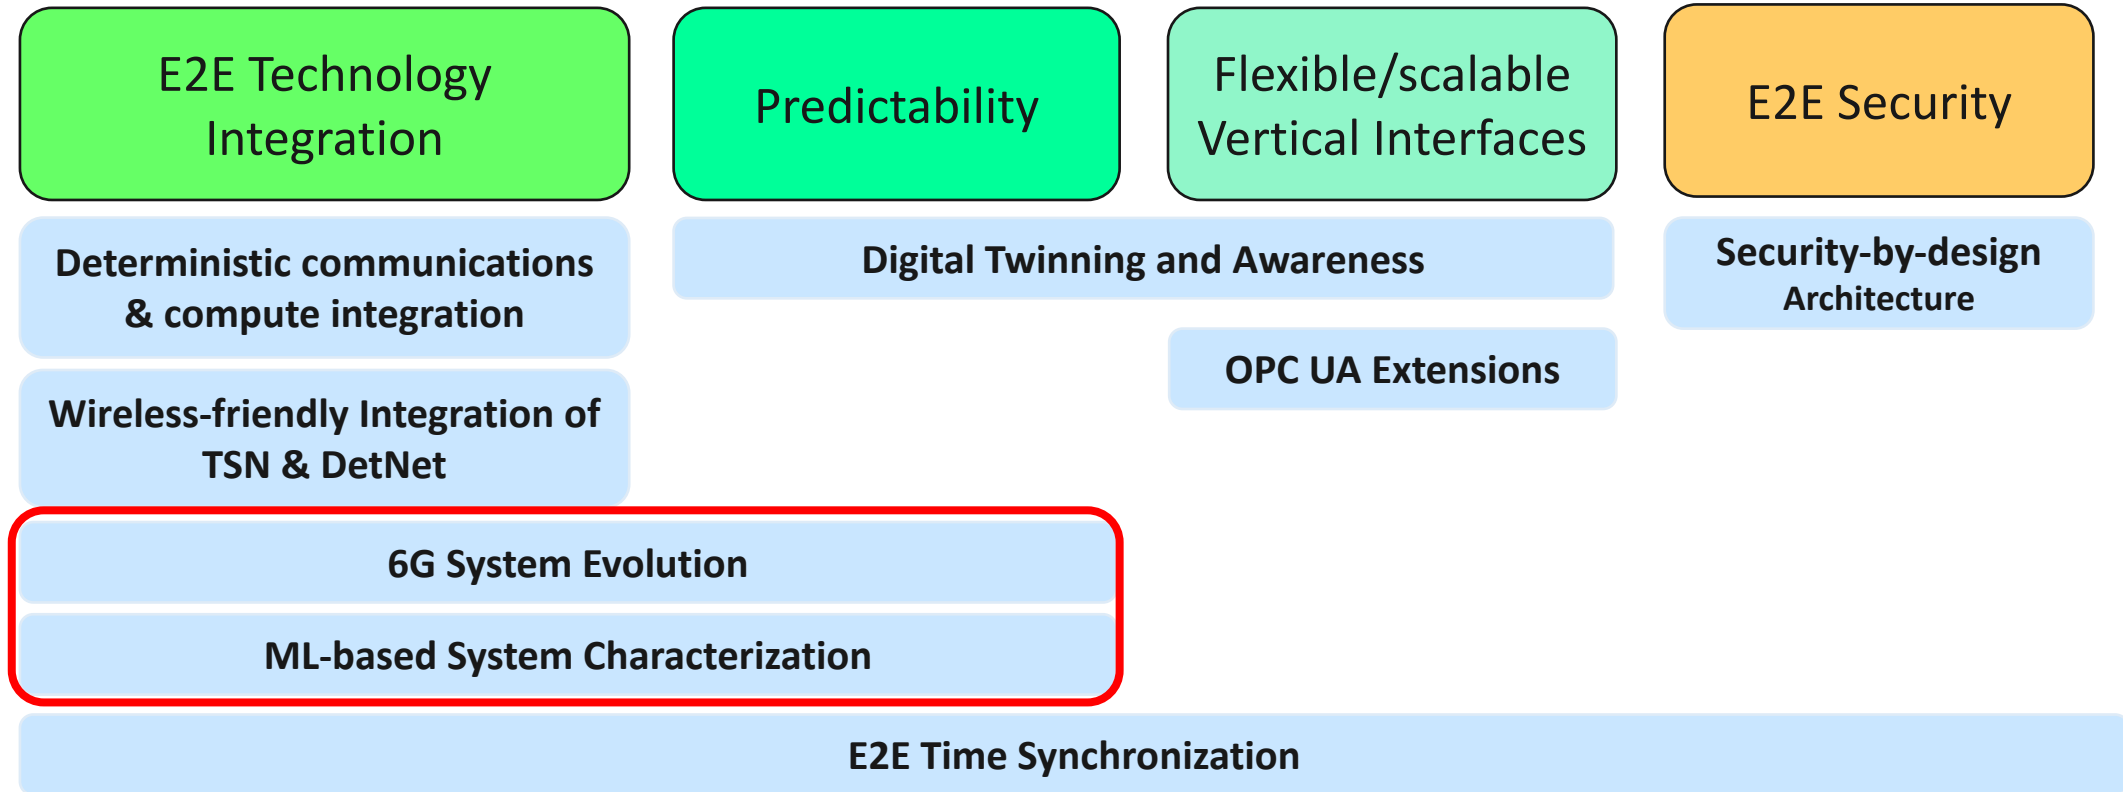 E2E Technology
Integration
Predictability
Flexible/scalable
Vertical Interfaces
E2E Security
Deterministic communications
& compute integration
Digital Twinning and Awareness
Security-by-design
Architecture
OPC UA Extensions
Wireless-friendly Integration of
TSN & DetNet
6G System Evolution
ML-based System Characterization
E2E Time Synchronization